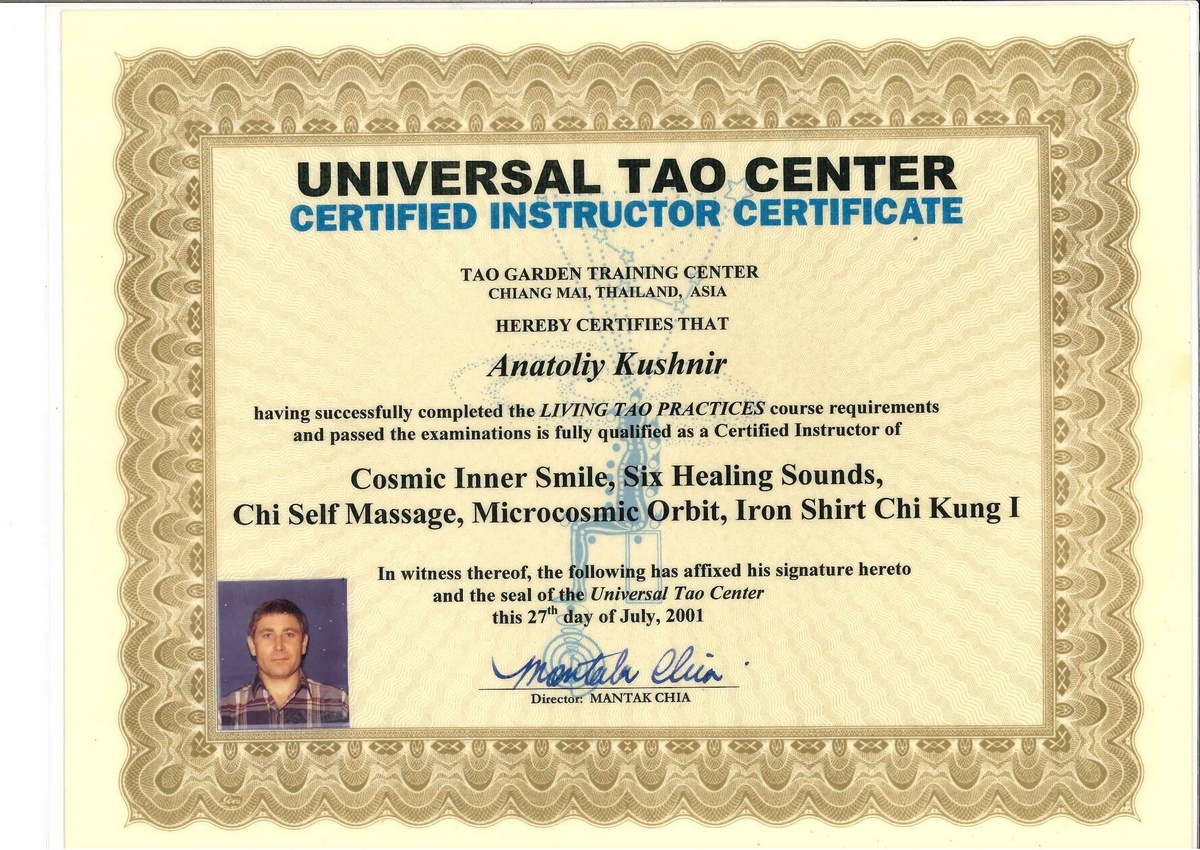 UNIVERSAL TAO CENTER
CERTIFIED INSTRUCTOR CERTIFICATE
TAO GARDEN TRAINING CENTER
CHIANG MAI, THAILAND, ASIA
HEREBY CERTIFIES THAT
Anatoliy Kushnir
having successfully completed the LIVING TAO PRACTICES course requirements
and passed the examinations is fully qualified as a Certified Instructor of
Cosmic Inner Smile, Six Healing Sounds,
Chi Self Massage, Microcosmic Orbit, Iron Shirt Chi Kung I
In witness thereof, the following has affixed his signature hereto
and the seal of the Universal Tao Center
this 27th day of July, 2001
Mantak Chia
Director: MANTAK CHIA